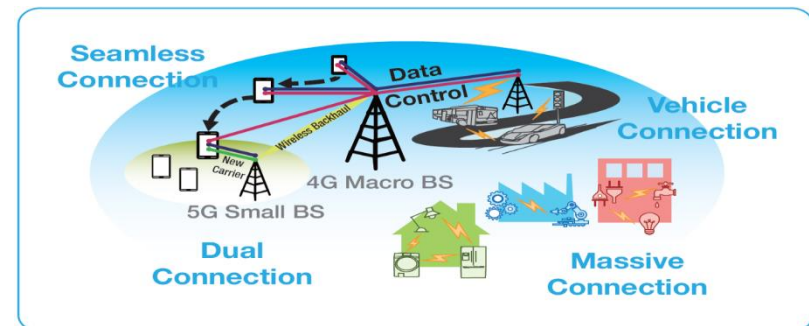 Seamless
Connection
Data
Control
Vehicle
Connection
Wireless Backhaul
New
Carrier
4G Macro BS
5G Small BS
Dual
Connection
Massive
Connection